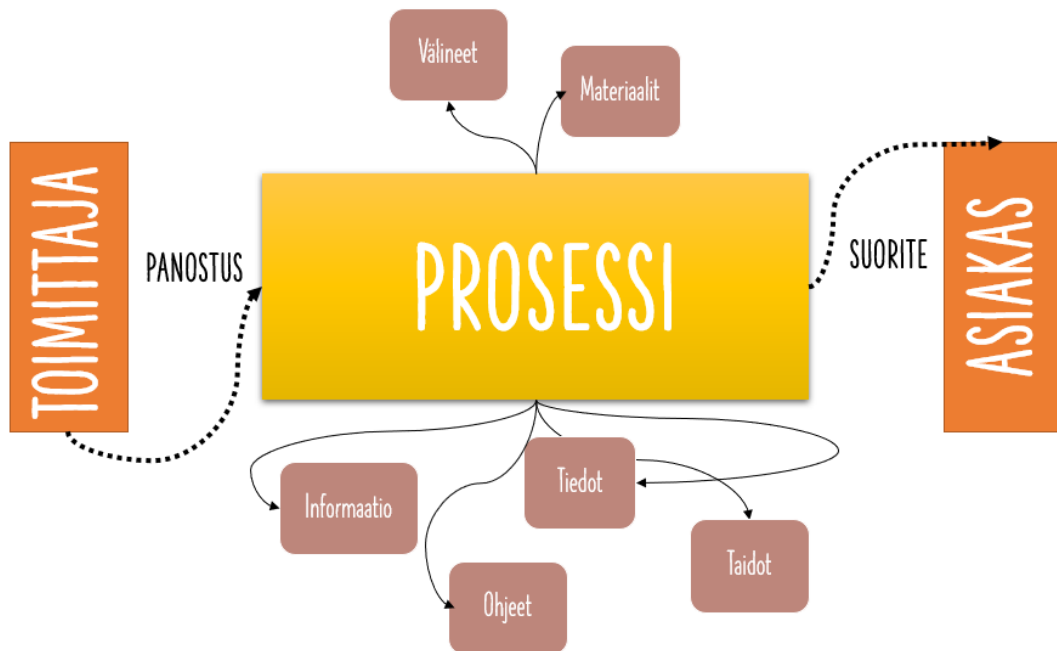 Välineet
Materiaalit
TOIMITTAJA
PANOSTUS
PROSESSI
SUORITE
ASIAKAS
Informaatio
Tiedot
Taidot
Ohjeet